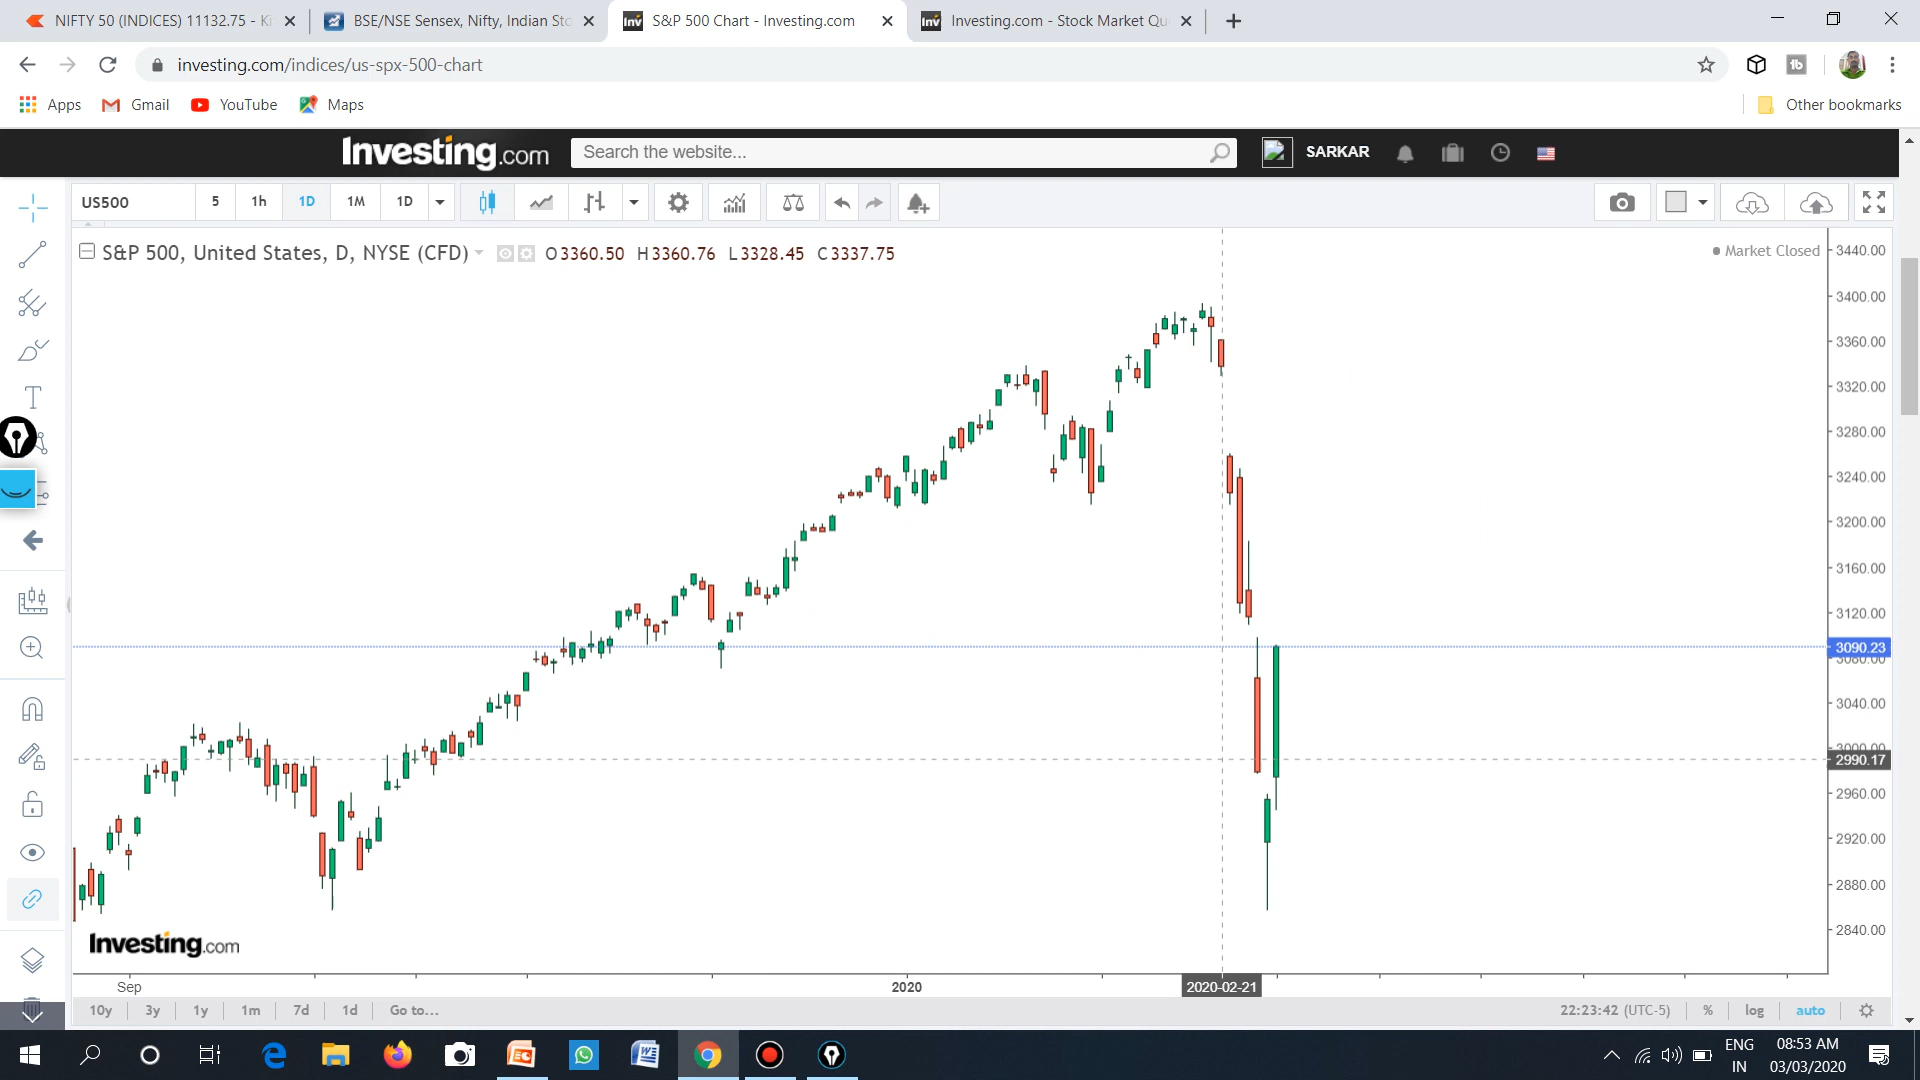 NIFTY 50 (INDICES) 11132.75 - Ki
BSE/NSE Sensex, Nifty, Indian Sto
S&P 500 Chart - Investing.com
Investing.com - Stock Market Qu
investing.com/indices/us-spx-500-chart
Apps Gmail YouTube Maps Other bookmarks
Investing.com
Search the website...
SARKAR
US500 5 1h 1D 1M 1D
S&P 500, United States, D, NYSE (CFD) O3360.50 H3360.76 L3328.45 C3337.75
Market Closed
3440.00
3400.00
3360.00
3320.00
3280.00
3240.00
3200.00
3160.00
3120.00
3090.23
3080.00
3040.00
3000.00
2990.17
2960.00
2920.00
2880.00
2840.00
Investing.com
Sep 2020 2020-02-21
10y 3y 1y 1m 7d 1d Go to... 22:23:42 (UTC-5) % log auto
ENG 08:53 AM
IN 03/03/2020